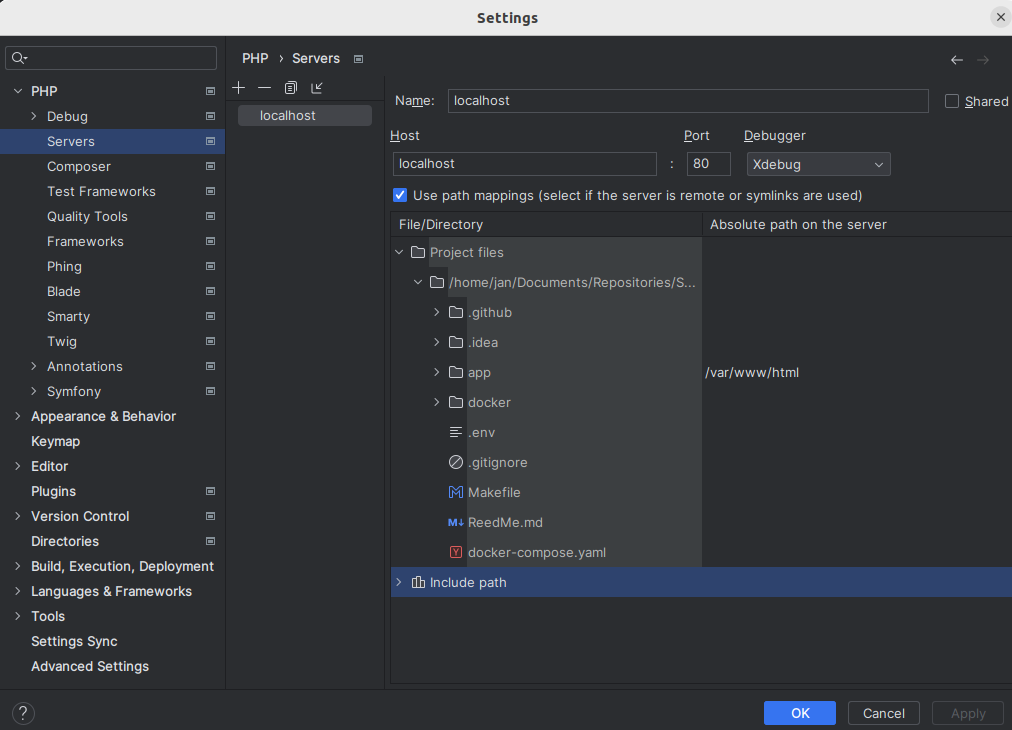 Settings
PHP
Debug
Servers
Composer
Test Frameworks
Quality Tools
Frameworks
Phing
Blade
Smarty
Twig
Annotations
Symfony
Appearance & Behavior
Keymap
Editor
Plugins
Version Control
Directories
Build, Execution, Deployment
Languages & Frameworks
Tools
Settings Sync
Advanced Settings
PHP › Servers
localhost
Name: localhost Shared
Host Port Debugger
localhost : 80 Xdebug
Use path mappings (select if the server is remote or symlinks are used)
File/Directory Absolute path on the server
Project files
/home/jan/Documents/Repositories/S...
.github
.idea
app /var/www/html
docker
.env
.gitignore
Makefile
M↓ ReedMe.md
Y docker-compose.yaml
Include path
? OK Cancel Apply